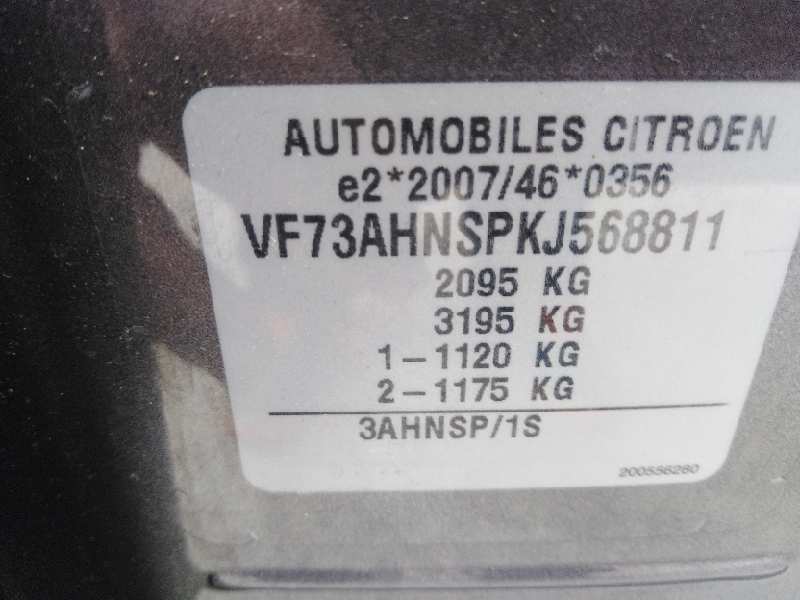 AUTOMOBILES CITROEN
e2*2007/46*0356
VF73AHNSPKJ568811
2095 KG
3195 KG
1-1120 KG
2-1175 KG
3AHNSP/1S
200556260